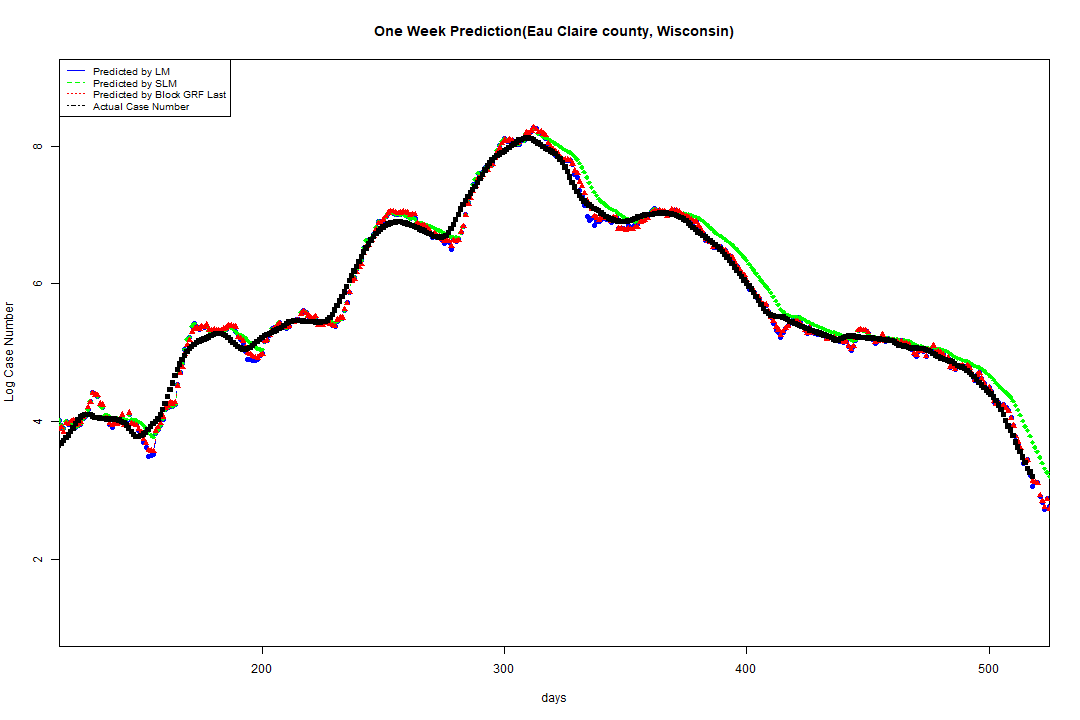 One Week Prediction(Eau Claire county, Wisconsin)
Predicted by LM
Predicted by SLM
Predicted by Block GRF Last
Actual Case Number
8
6
4
2
Log Case Number
200 300 400 500
days